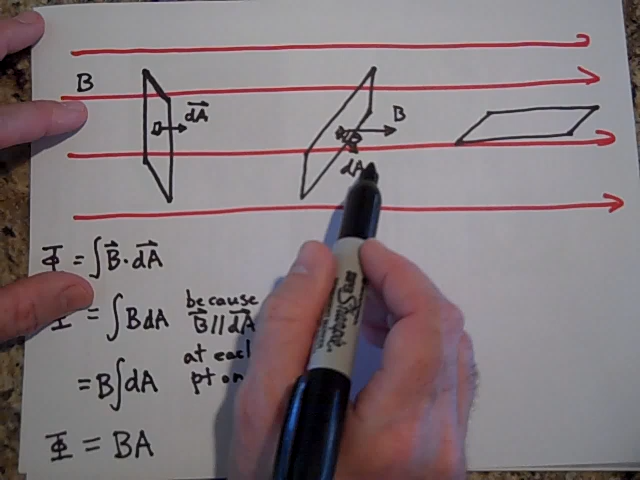 B
dA
B
dA
Φ = ∫B·dA
Φ = ∫BdA because
B//dA
at each
pt on
= B∫dA
Φ = BA
Sharpie